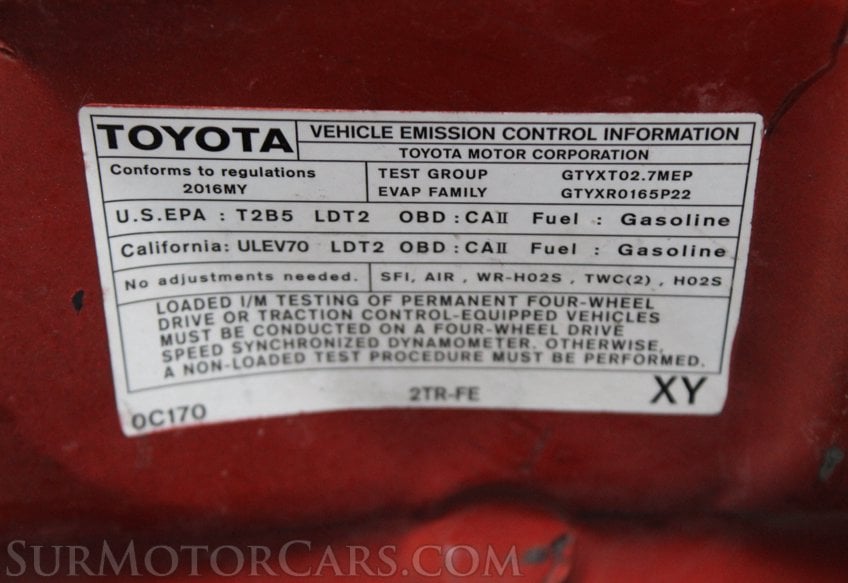 TOYOTA
VEHICLE EMISSION CONTROL INFORMATION
TOYOTA MOTOR CORPORATION
Conforms to regulations
2016MY
TEST GROUP GTYXT02.7MEP
EVAP FAMILY GTYXR0165P22
U.S.EPA : T2B5 LDT2 OBD : CAII Fuel : Gasoline
California: ULEV70 LDT2 OBD : CAII Fuel : Gasoline
No adjustments needed.
SFI, AIR , WR-HO2S , TWC(2) , HO2S
LOADED I/M TESTING OF PERMANENT FOUR-WHEEL
DRIVE OR TRACTION CONTROL-EQUIPPED VEHICLES
MUST BE CONDUCTED ON A FOUR-WHEEL DRIVE
SPEED SYNCHRONIZED DYNAMOMETER. OTHERWISE,
A NON-LOADED TEST PROCEDURE MUST BE PERFORMED.
0C170
2TR-FE
XY
SURMOTORCARS.COM